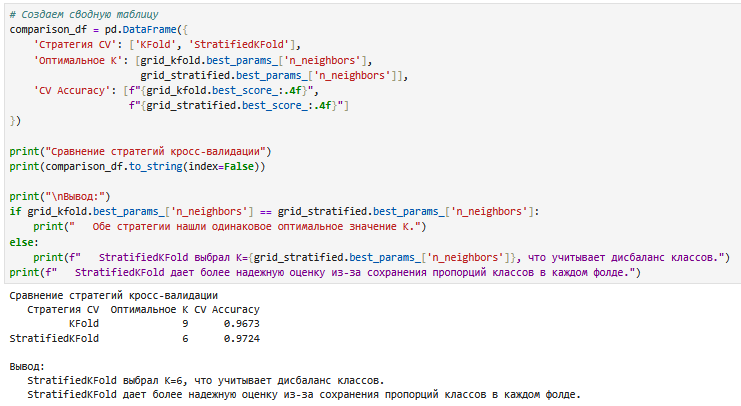 # Создаем сводную таблицу
comparison_df = pd.DataFrame({
    'Стратегия CV': ['KFold', 'StratifiedKFold'],
    'Оптимальное K': [grid_kfold.best_params_['n_neighbors'],
                      grid_stratified.best_params_['n_neighbors']],
    'CV Accuracy': [f"{grid_kfold.best_score_:.4f}",
                    f"{grid_stratified.best_score_:.4f}"]
})

print("Сравнение стратегий кросс-валидации")
print(comparison_df.to_string(index=False))

print("\nВывод:")
if grid_kfold.best_params_['n_neighbors'] == grid_stratified.best_params_['n_neighbors']:
    print("   Обе стратегии нашли одинаковое оптимальное значение K.")
else:
    print(f"   StratifiedKFold выбрал K={grid_stratified.best_params_['n_neighbors']}, что учитывает дисбаланс классов.")
print(f"   StratifiedKFold дает более надежную оценку из-за сохранения пропорций классов в каждом фолде.")
Сравнение стратегий кросс-валидации
   Стратегия CV  Оптимальное K CV Accuracy
          KFold              9      0.9673
StratifiedKFold              6      0.9724

Вывод:
   StratifiedKFold выбрал K=6, что учитывает дисбаланс классов.
   StratifiedKFold дает более надежную оценку из-за сохранения пропорций классов в каждом фолде.